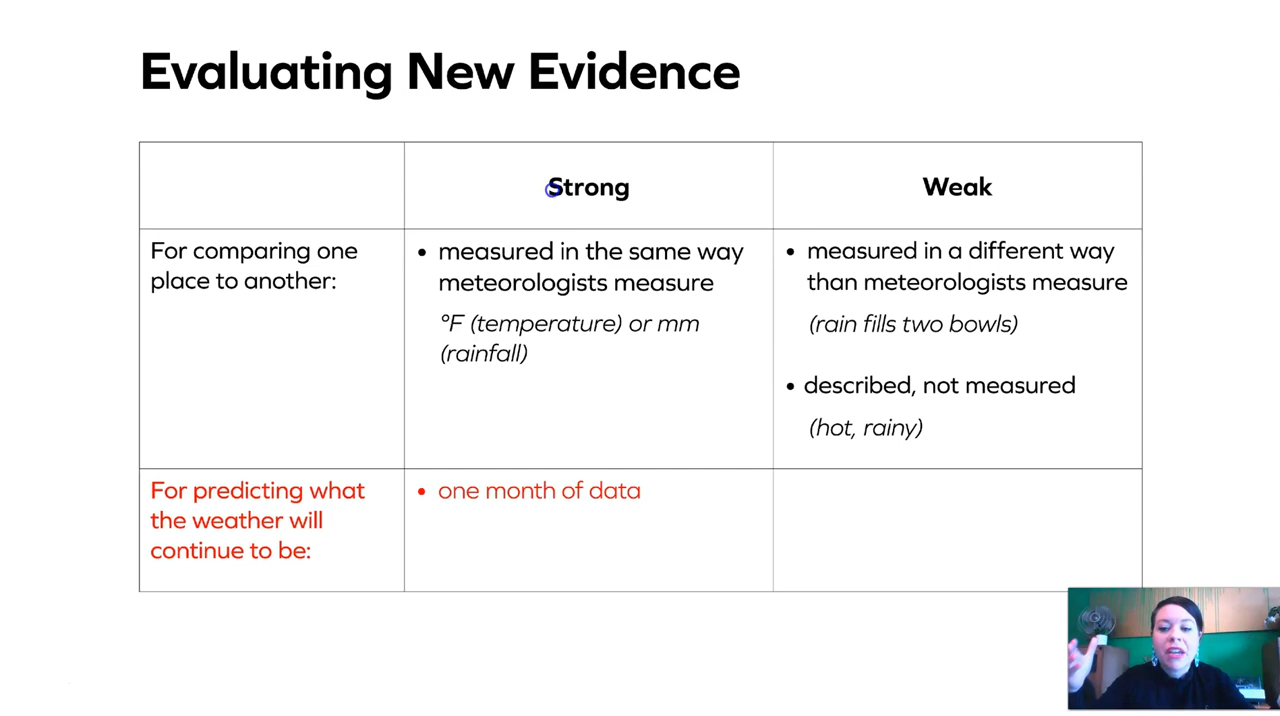 Evaluating New Evidence
Strong
Weak
For comparing one
place to another:
• measured in the same way
meteorologists measure
°F (temperature) or mm
(rainfall)
• measured in a different way
than meteorologists measure
(rain fills two bowls)
• described, not measured
(hot, rainy)
For predicting what
the weather will
continue to be:
• one month of data